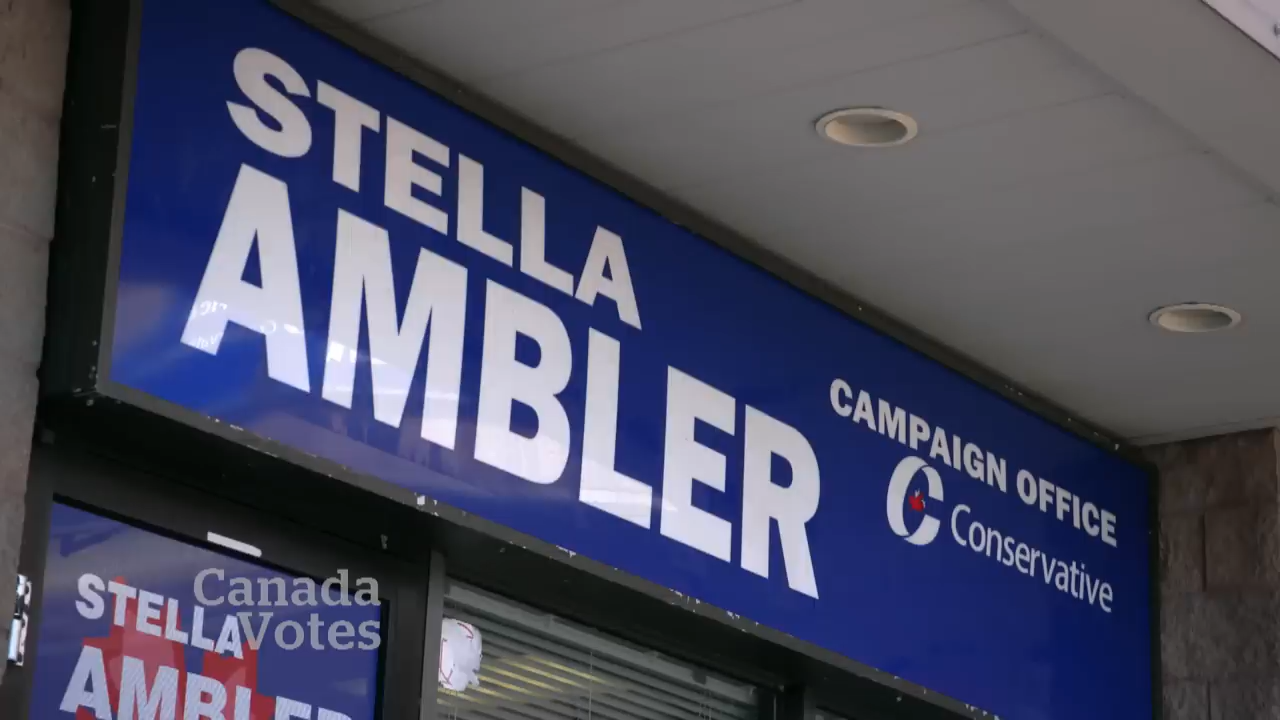 STELLA
AMBLER
CAMPAIGN OFFICE
Conservative
STELLA
AMBLER
Canada
Votes